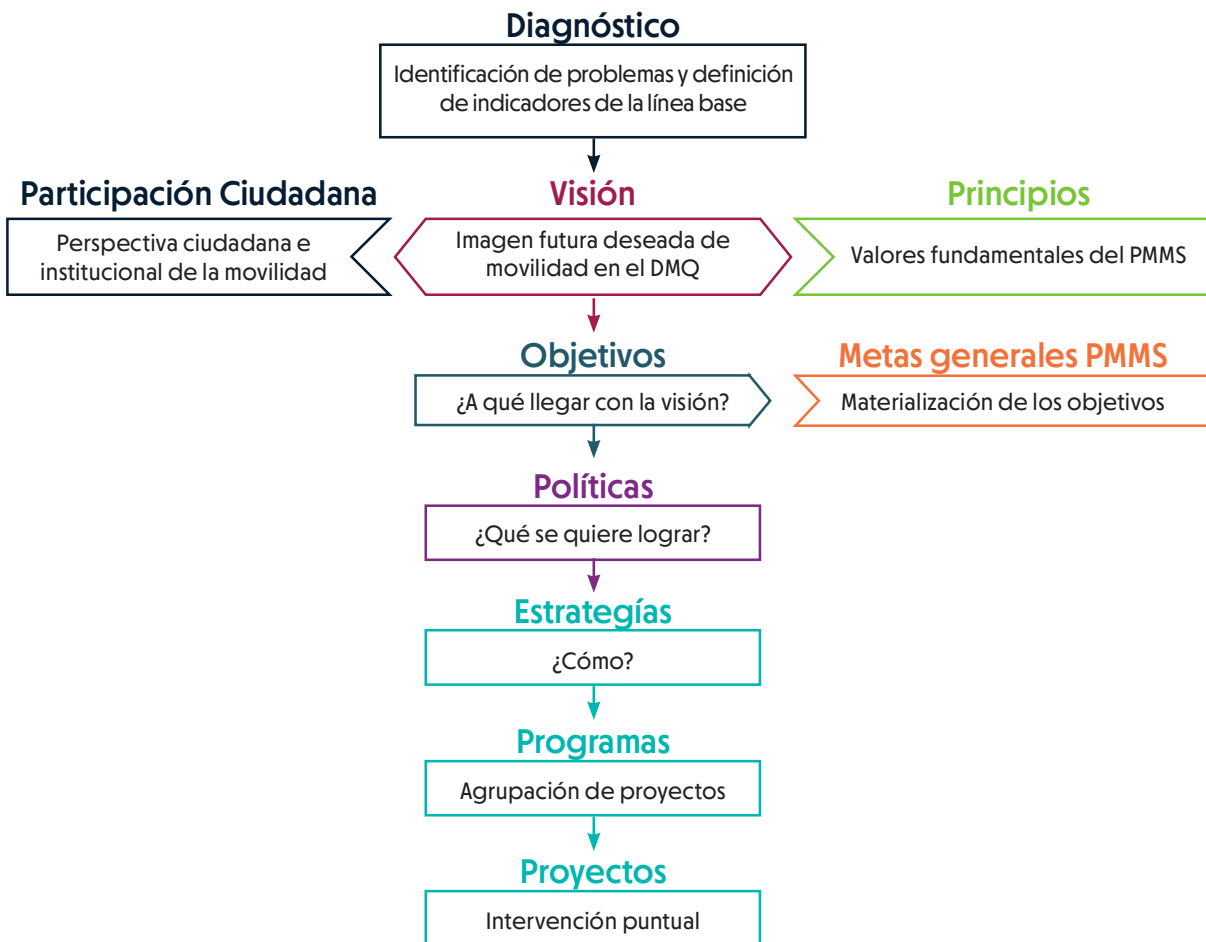 Diagnóstico
Identificación de problemas y definición
de indicadores de la línea base
Participación Ciudadana
Perspectiva ciudadana e
institucional de la movilidad
Visión
Imagen futura deseada de
movilidad en el DMQ
Principios
Valores fundamentales del PMMS
Objetivos
¿A qué llegar con la visión?
Metas generales PMMS
Materialización de los objetivos
Políticas
¿Qué se quiere lograr?
Estrategías
¿Cómo?
Programas
Agrupación de proyectos
Proyectos
Intervención puntual